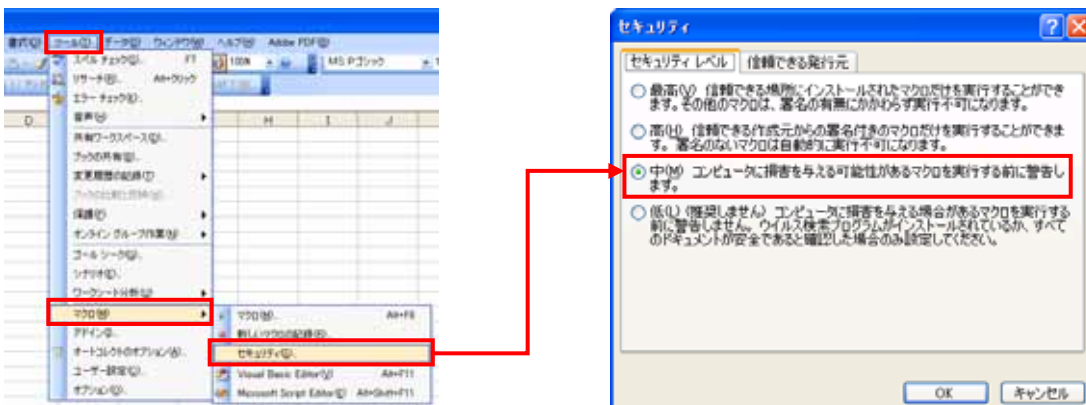 書式(O) ツール(T) データ(D) ウィンドウ(W) ヘルプ(H) Adobe PDF(B)
スペル チェック(S)... F7
100%
MS Pゴシック
リサーチ(R)... Alt+クリック
エラー チェック(K)...
音声(H)
D H I J
共有ワークスペース(D)...
ブックの共有(B)...
変更履歴の記録(T)
ブックの比較と反映(W)...
保護(P)
オンライン グループ作業(N)
ゴール シーク(G)...
シナリオ(E)...
ワークシート分析(U)
マクロ(M)
アドイン(I)...
オートコレクトのオプション(A)...
ユーザー設定(C)...
オプション(O)...
マクロ(M)... Alt+F8
新しいマクロの記録(R)...
セキュリティ(S)...
Visual Basic Editor(V) Alt+F11
Microsoft Script Editor(E) Alt+Shift+F11
セキュリティ
セキュリティ レベル 信頼できる発行元
最高(V) 信頼できる場所にインストールされたマクロだけを実行することができ
ます。その他のマクロは、署名の有無にかかわらず実行不可になります。
高(H) 信頼できる作成元からの署名付きのマクロだけを実行することができま
す。署名のないマクロは自動的に実行不可になります。
中(M) コンピュータに損害を与える可能性があるマクロを実行する前に警告し
ます。
低(L) (推奨しません) コンピュータに損害を与える場合があるマクロを実行する
前に警告しません。ウイルス検索プログラムがインストールされているか、すべて
のドキュメントが安全であると確認した場合のみ設定してください。
OK キャンセル